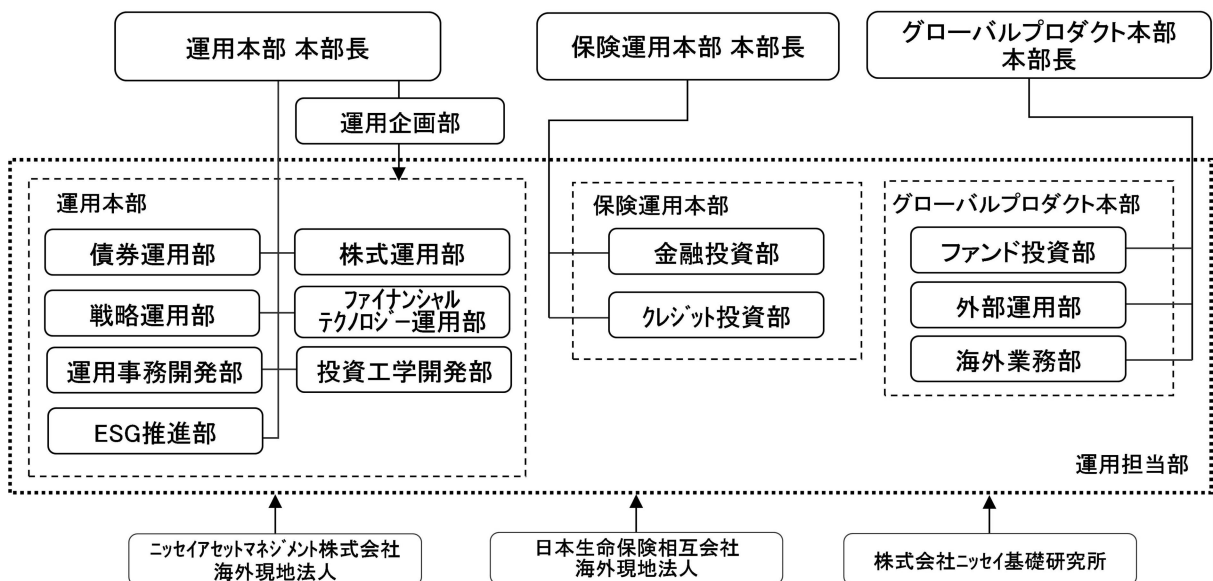 運用本部 本部長
保険運用本部 本部長
グローバルプロダクト本部
本部長
運用企画部
運用本部
債券運用部
株式運用部
戦略運用部
ファイナンシャル
テクノロジー運用部
運用事務開発部
投資工学開発部
ESG推進部
保険運用本部
金融投資部
クレジット投資部
グローバルプロダクト本部
ファンド投資部
外部運用部
海外業務部
運用担当部
ニッセイアセットマネジメント株式会社
海外現地法人
日本生命保険相互会社
海外現地法人
株式会社ニッセイ基礎研究所